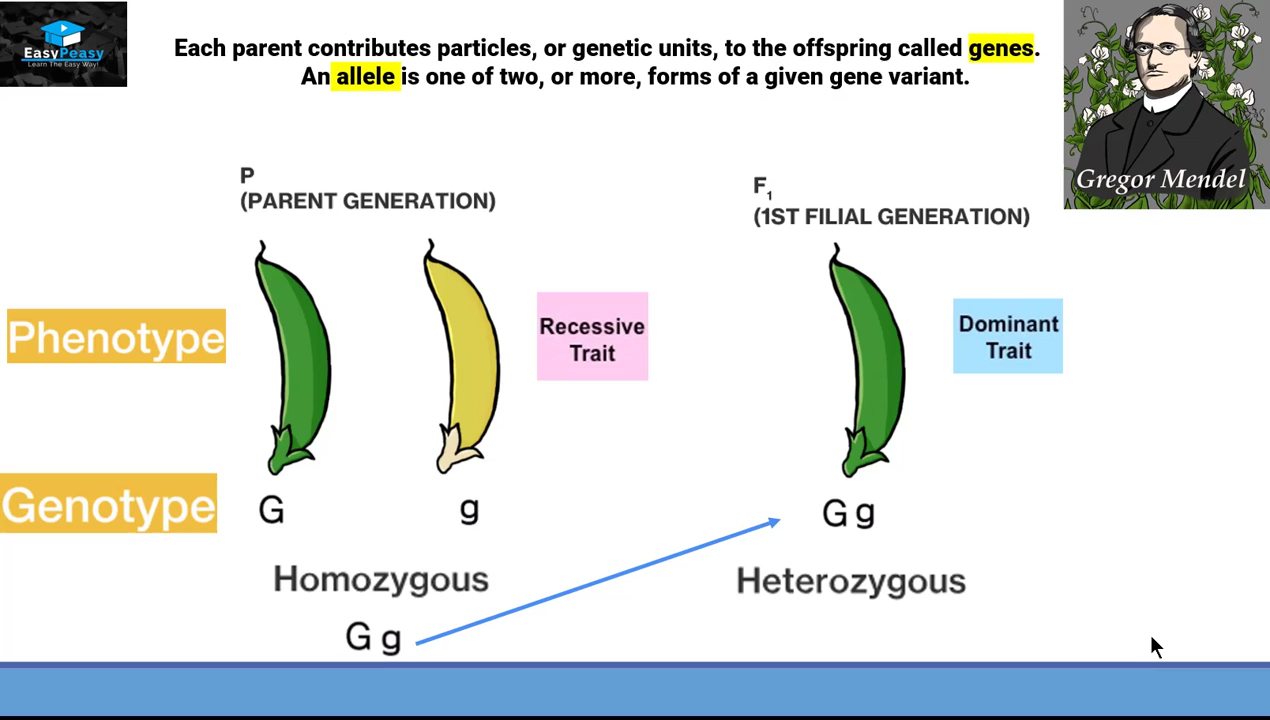 EasyPeasy
Learn The Easy Way!
Each parent contributes particles, or genetic units, to the offspring called genes.
An allele is one of two, or more, forms of a given gene variant.
Gregor Mendel
P
(PARENT GENERATION)
F1
(1ST FILIAL GENERATION)
Phenotype
Recessive
Trait
Dominant
Trait
Genotype
G
g
G g
Homozygous
Heterozygous
G g